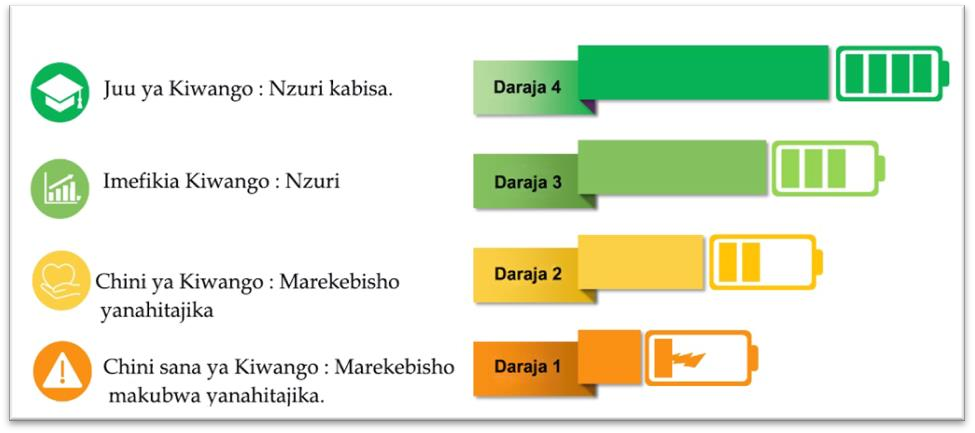 Juu ya Kiwango : Nzuri kabisa.
Daraja 4
Imefikia Kiwango : Nzuri
Daraja 3
Chini ya Kiwango : Marekebisho
yanahitajika
Daraja 2
Chini sana ya Kiwango : Marekebisho
makubwa yanahitajika.
Daraja 1